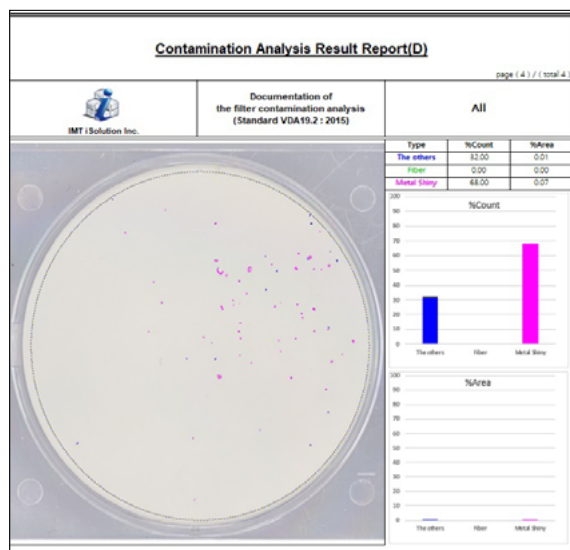 Contamination Analysis Result Report(D)
page ( 4 ) / ( total 4 )
IMT iSolution Inc.
Documentation of
the filter contamination analysis
(Standard VDA19.2 : 2015)
All
Type %Count %Area
The others 32.00 0.01
Fiber 0.00 0.00
Metal Shiny 68.00 0.07
%Count
100
90
80
70
60
50
40
30
20
10
0
The others Fiber Metal Shiny
%Area
100
90
80
70
60
50
40
30
20
10
0
The others Fiber Metal Shiny